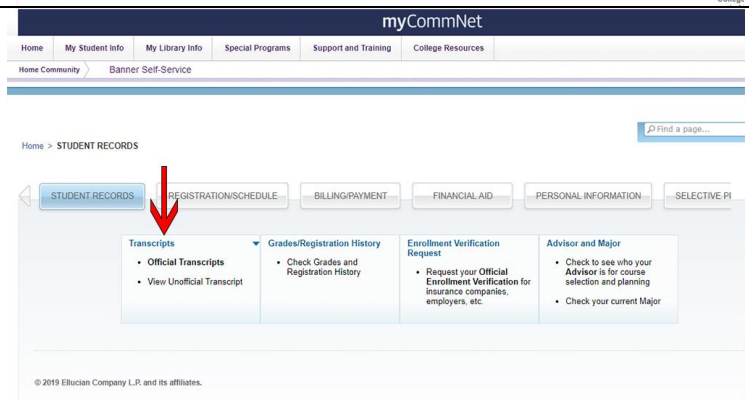 College
myCommNet
Home My Student Info My Library Info Special Programs Support and Training College Resources
Home Community Banner Self-Service
Find a page...
Home > STUDENT RECORDS
STUDENT RECORDS REGISTRATION/SCHEDULE BILLING/PAYMENT FINANCIAL AID PERSONAL INFORMATION SELECTIVE
Transcripts
• Official Transcripts
• View Unofficial Transcript
Grades/Registration History
• Check Grades and
Registration History
Enrollment Verification
Request
• Request your Official
Enrollment Verification for
insurance companies,
employers, etc.
Advisor and Major
• Check to see who your
Advisor is for course
selection and planning
• Check your current Major
© 2019 Ellucian Company L.P. and its affiliates.